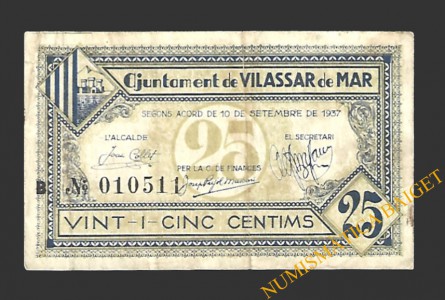 Ajuntament de VILASSAR de MAR
SEGONS ACORD DE 10 DE SETEMBRE DE 1937
L'ALCALDE
EL SECRETARI
25
PER LA C. DE FINANCES
B Nº 010511
VINT-I-CINC CENTIMS
25
NUMISMATICA BAIGET